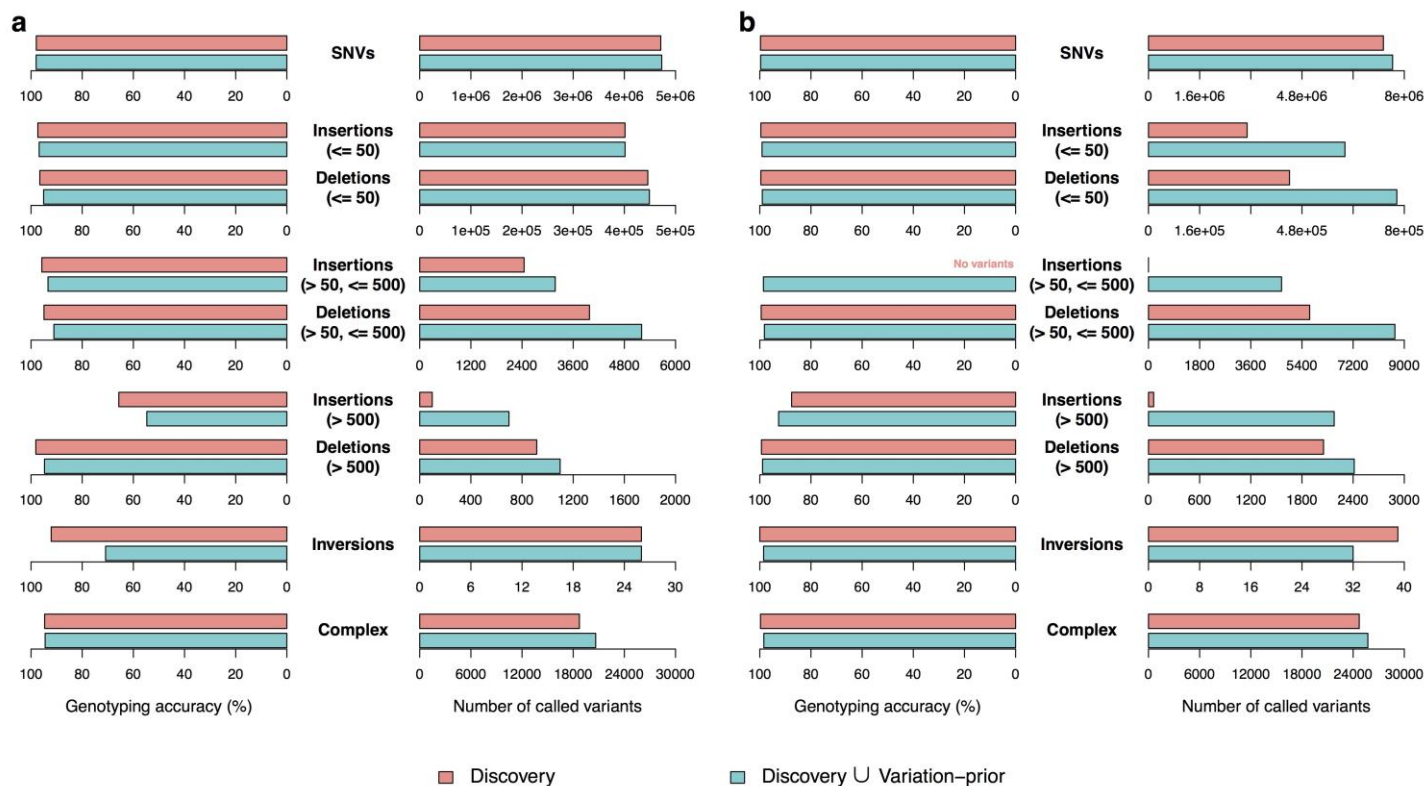 a
b
SNVs
100 80 60 40 20 0
0 1e+06 2e+06 3e+06 4e+06 5e+06
SNVs
100 80 60 40 20 0
0 1.6e+06 4.8e+06 8e+06
Insertions
(<= 50)
Deletions
(<= 50)
100 80 60 40 20 0
0 1e+05 2e+05 3e+05 4e+05 5e+05
Insertions
(<= 50)
Deletions
(<= 50)
100 80 60 40 20 0
0 1.6e+05 4.8e+05 8e+05
Insertions
(> 50, <= 500)
Deletions
(> 50, <= 500)
100 80 60 40 20 0
0 1200 2400 3600 4800 6000
No variants
Insertions
(> 50, <= 500)
Deletions
(> 50, <= 500)
100 80 60 40 20 0
0 1800 3600 5400 7200 9000
Insertions
(> 500)
Deletions
(> 500)
100 80 60 40 20 0
0 400 800 1200 1600 2000
Insertions
(> 500)
Deletions
(> 500)
100 80 60 40 20 0
0 600 1200 1800 2400 3000
Inversions
100 80 60 40 20 0
0 6 12 18 24 30
Inversions
100 80 60 40 20 0
0 8 16 24 32 40
Complex
100 80 60 40 20 0
0 6000 12000 18000 24000 30000
Complex
100 80 60 40 20 0
0 6000 12000 18000 24000 30000
Genotyping accuracy (%)
Number of called variants
Genotyping accuracy (%)
Number of called variants
Discovery
Discovery ∪ Variation−prior